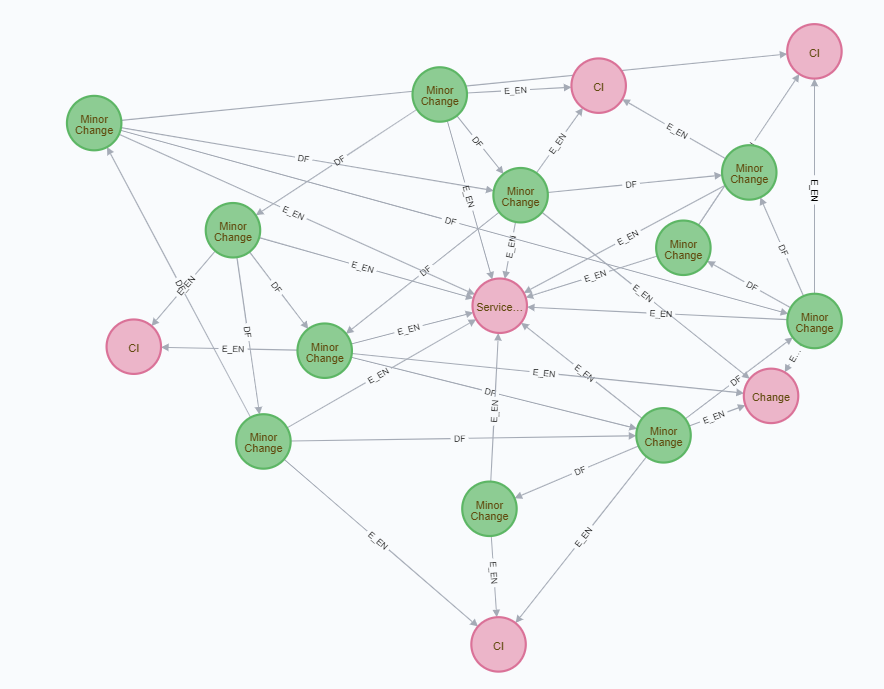 CI
Minor
Change
E_EN
CI
Minor
Change
DF
E_EN
E_EN
DF
DF
Minor
Change
DF
Minor
Change
E_EN
E_EN
E_EN
DF
Minor
Change
E_EN
E_EN
DF
Minor
Change
DF
E_EN
DF
E_EN
E_EN
DF
E_EN
DF
DF
E_EN
Service...
E_EN
Minor
Change
DF
E_EN
CI
E_EN
Minor
Change
E...
E_EN
E_EN
E_EN
DF
DF
Change
E_EN
E_EN
Minor
Change
DF
Minor
Change
DF
Minor
Change
E_EN
E_EN
E_EN
CI